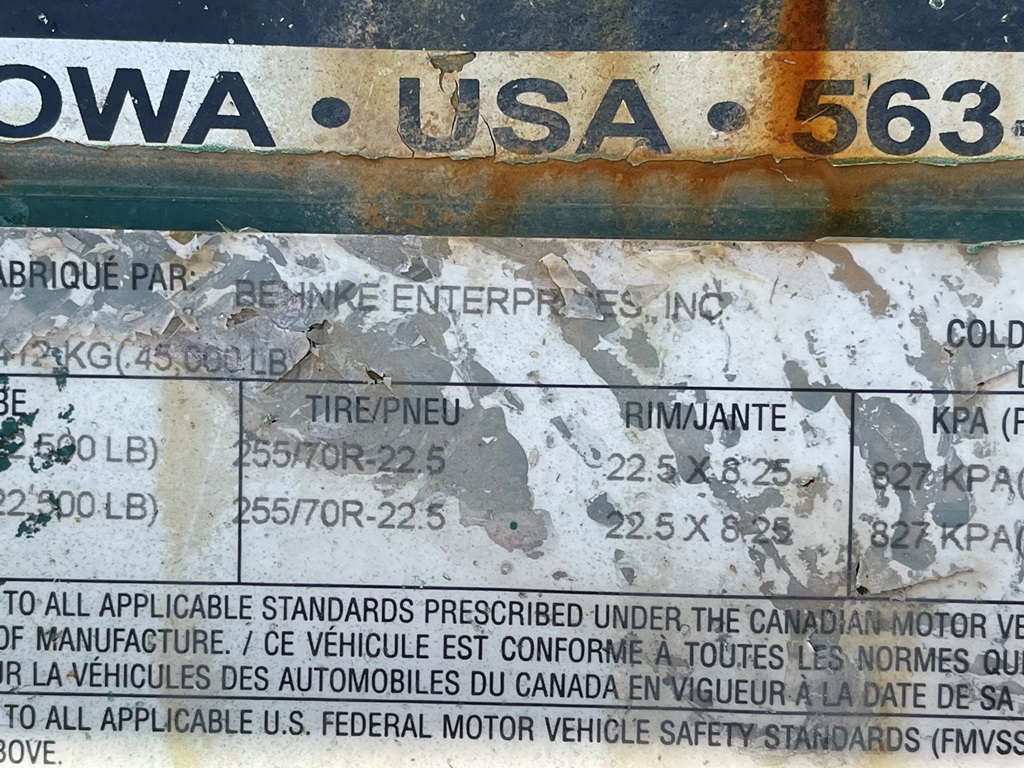 OWA • USA • 563-
ABRIQUÉ PAR: BEHNKE ENTERPRISES, INC
412 KG(.45,000 LB)
COLD
BE TIRE/PNEU RIM/JANTE KPA (P
22,500 LB) 255/70R-22.5 22.5 X 8.25 827 KPA(
22,500 LB) 255/70R-22.5 22.5 X 8.25 827 KPA(
TO ALL APPLICABLE STANDARDS PRESCRIBED UNDER THE CANADIAN MOTOR VE
OF MANUFACTURE. / CE VÉHICULE EST CONFORME À TOUTES LES NORMES QUI
UR LA VÉHICULES DES AUTOMOBILES DU CANADA EN VIGUEUR À LA DATE DE SA
TO ALL APPLICABLE U.S. FEDERAL MOTOR VEHICLE SAFETY STANDARDS (FMVSS
BOVE.